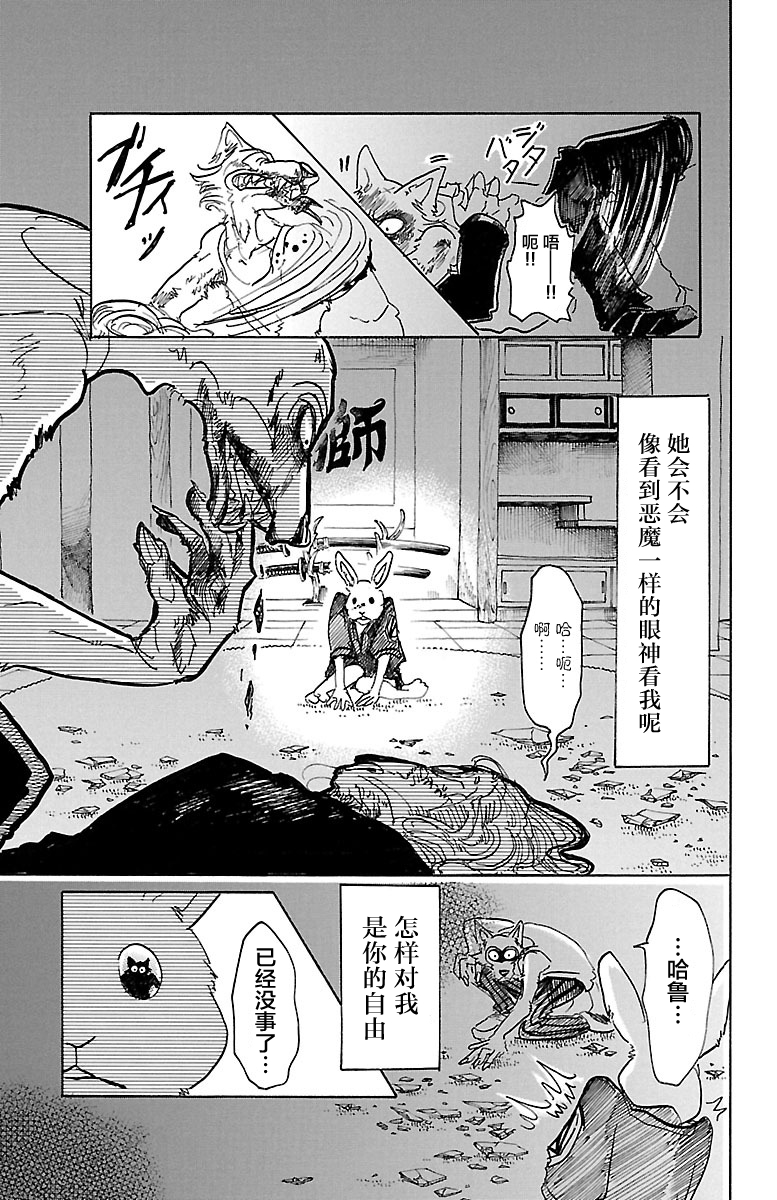 ジタ
バタ
唔——!!
呃!!
ブチィッ
師
她会不会
像看到恶魔一样的眼神看我呢
哈…呃…
啊……
…哈鲁…
怎样对我
是你的自由
已经没事了…